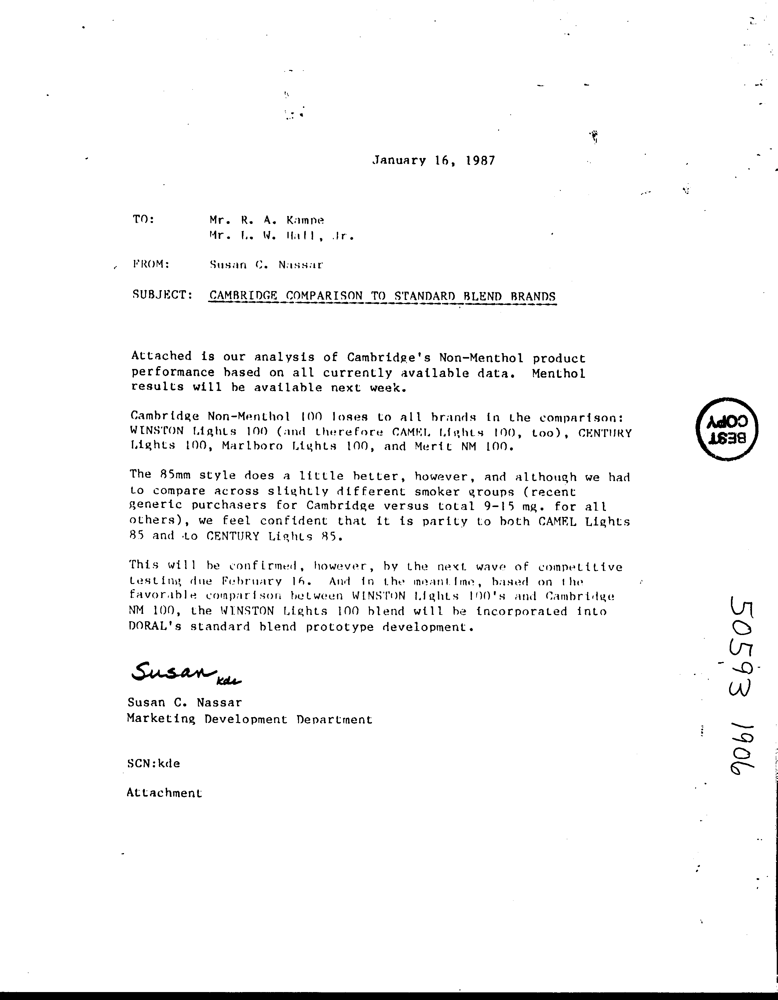 January 16, 1987
TO: Mr. R. A. Kampe
Mr. L. W. Hall, Jr.
FROM: Susan C. Nassar
SUBJECT: CAMBRIDGE COMPARISON TO STANDARD BLEND BRANDS
Attached is our analysis of Cambridge's Non-Menthol product
performance based on all currently available data. Menthol
results will be available next week.
Cambridge Non-Menthol 100 loses to all brands in the comparison:
WINSTON Lights 100 (and therefore CAMEL Lights 100, too), CENTURY
Lights 100, Marlboro Lights 100, and Merit NM 100.
The 85mm style does a little better, however, and although we had
to compare across slightly different smoker groups (recent
generic purchasers for Cambridge versus total 9-15 mg. for all
others), we feel confident that it is parity to both CAMEL Lights
85 and to CENTURY Lights 85.
This will be confirmed, however, by the next wave of competitive
testing due February 16. And in the meantime, based on the
favorable comparison between WINSTON Lights 100's and Cambridge
NM 100, the WINSTON Lights 100 blend will be incorporated into
DORAL's standard blend prototype development.
Susan kde
Susan C. Nassar
Marketing Development Department
SCN:kde
Attachment
BEST
COPY
50593 1906